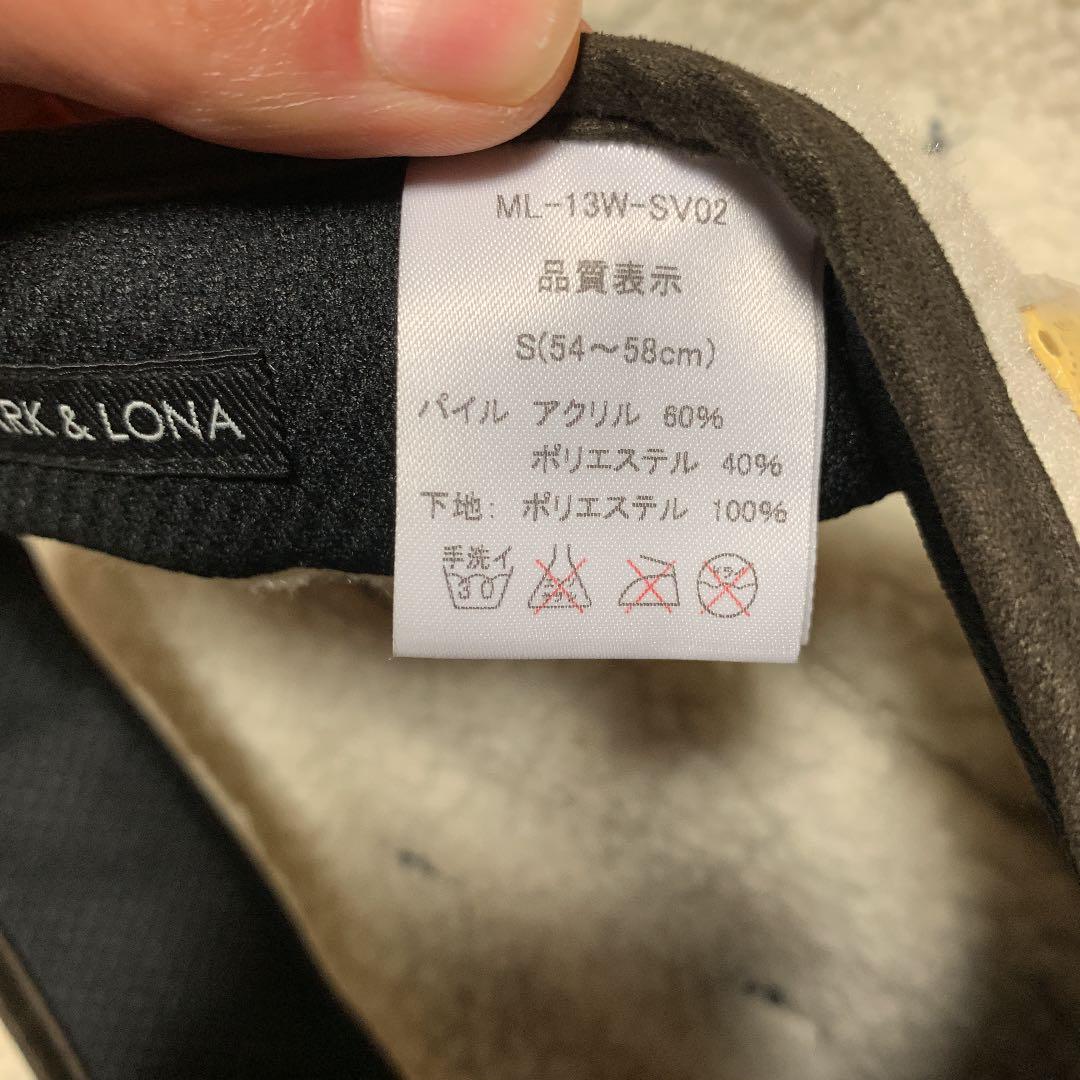 ML-13W-SV02
品質表示
S(54～58cm)
パイル アクリル 60%
ポリエステル 40%
下地: ポリエステル 100%
手洗イ
30
ARK & LONA